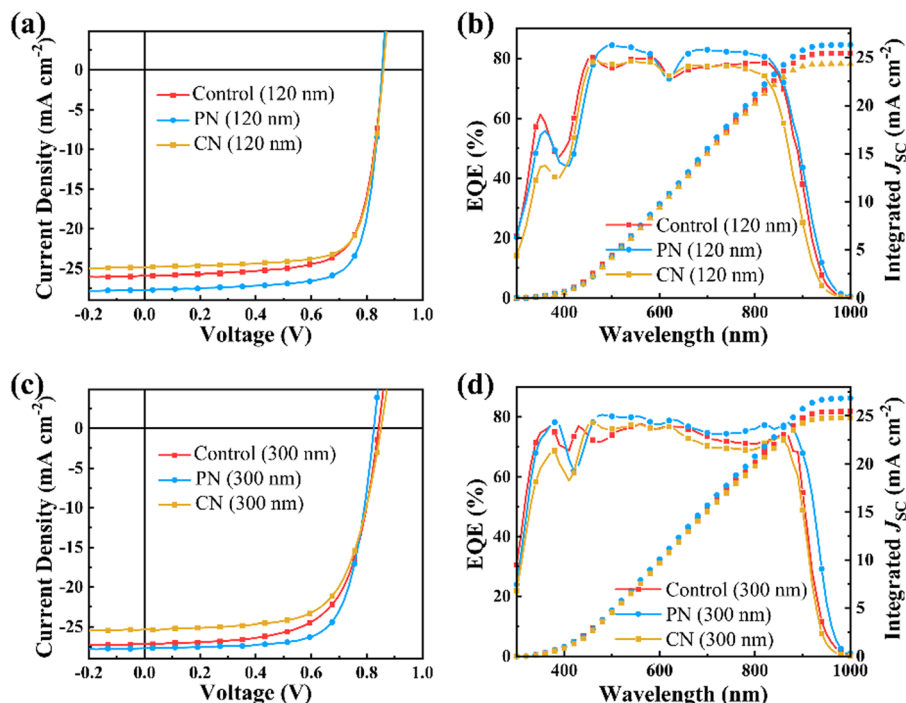 (a)
Current Density (mA cm-2)
0
-5
-10
-15
-20
-25
Control (120 nm)
PN (120 nm)
CN (120 nm)
-0.2 0.0 0.2 0.4 0.6 0.8 1.0
Voltage (V)
(b)
EQE (%)
80
60
40
20
0
Control (120 nm)
PN (120 nm)
CN (120 nm)
400 600 800 1000
Wavelength (nm)
30
25
20
15
10
5
0
Integrated JSC (mA cm-2)
(c)
Current Density (mA cm-2)
0
-5
-10
-15
-20
-25
Control (300 nm)
PN (300 nm)
CN (300 nm)
-0.2 0.0 0.2 0.4 0.6 0.8 1.0
Voltage (V)
(d)
EQE (%)
80
60
40
20
0
Control (300 nm)
PN (300 nm)
CN (300 nm)
400 600 800 1000
Wavelength (nm)
30
25
20
15
10
5
0
Integrated JSC (mA cm-2)